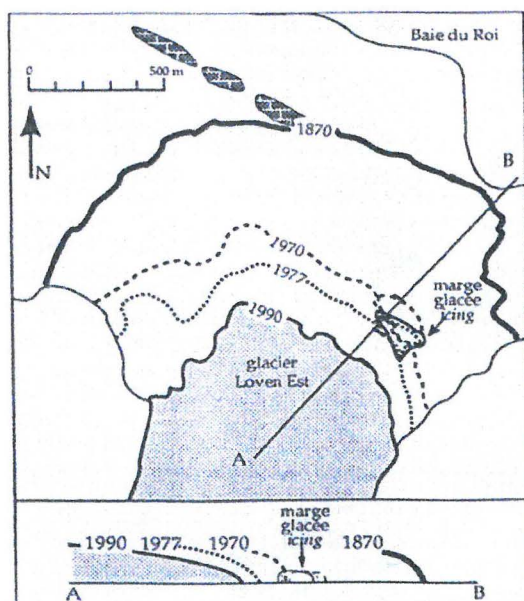 Baie du Roi
0
500 m
1870
N
B
1970
1977
marge
glacée
icing
1990
glacier
Loven Est
A
marge
glacée
icing
1990
1977
1970
1870
A
B